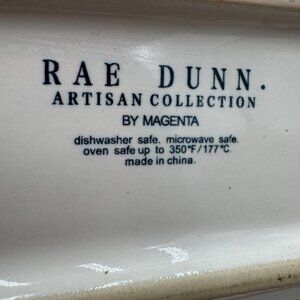 RAE DUNN.
ARTISAN COLLECTION
BY MAGENTA
dishwasher safe. microwave safe.
oven safe up to 350°F/177°C.
made in china.